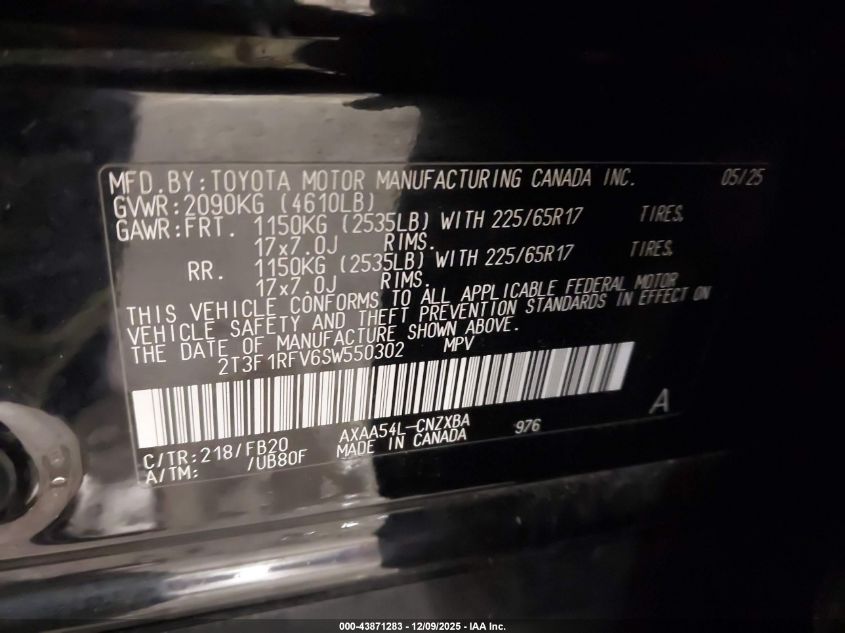 MFD.BY:TOYOTA MOTOR MANUFACTURING CANADA INC. 05/25
GVWR:2090KG (4610LB)
GAWR:FRT. 1150KG (2535LB) WITH 225/65R17 TIRES,
17x7.0J RIMS.
RR. 1150KG (2535LB) WITH 225/65R17 TIRES,
17x7.0J RIMS.
THIS VEHICLE CONFORMS TO ALL APPLICABLE FEDERAL MOTOR
VEHICLE SAFETY AND THEFT PREVENTION STANDARDS IN EFFECT ON
THE DATE OF MANUFACTURE SHOWN ABOVE.
2T3F1RFV6SW550302 MPV
C/TR:218/FB20 AXAA54L-CNZXBA 976 A
A/TM: /UB80F MADE IN CANADA
000-43871283 / 12/09/2025 - IAA Inc.